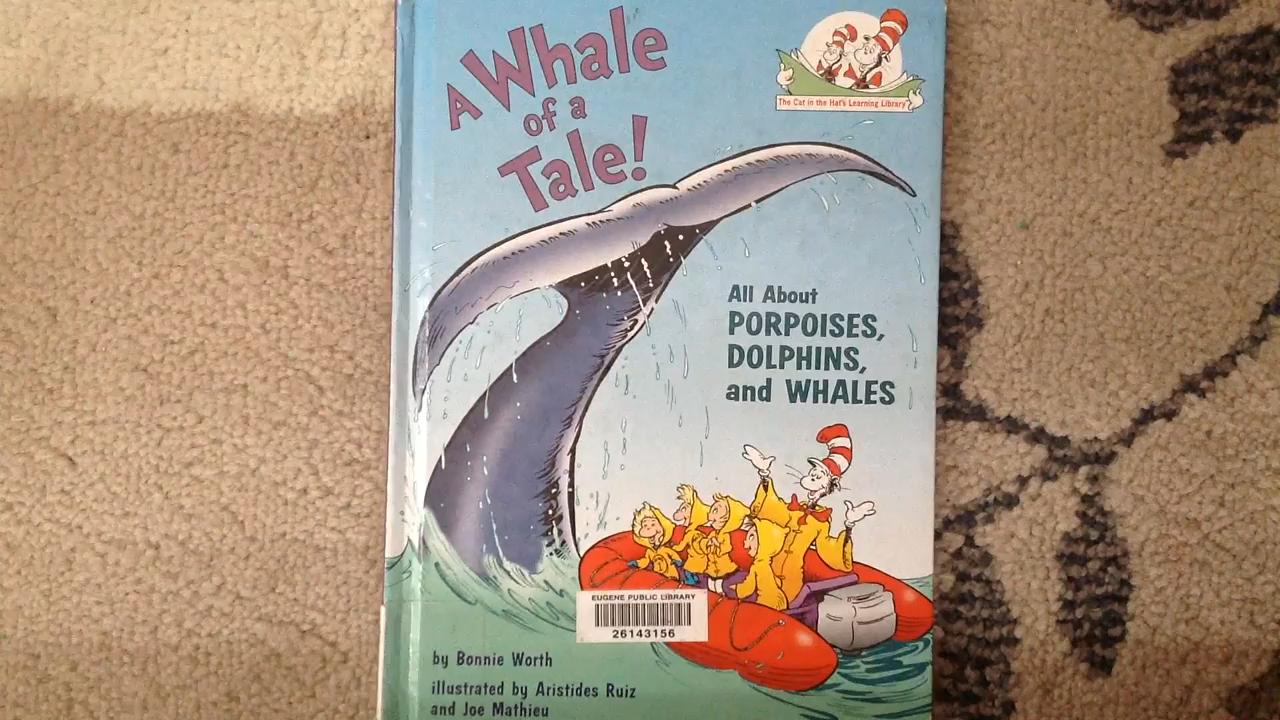 A Whale
of a
Tale!
The Cat in the Hat's Learning Library
All About
PORPOISES,
DOLPHINS,
and WHALES
EUGENE PUBLIC LIBRARY
26143156
by Bonnie Worth
illustrated by Aristides Ruiz
and Joe Mathieu